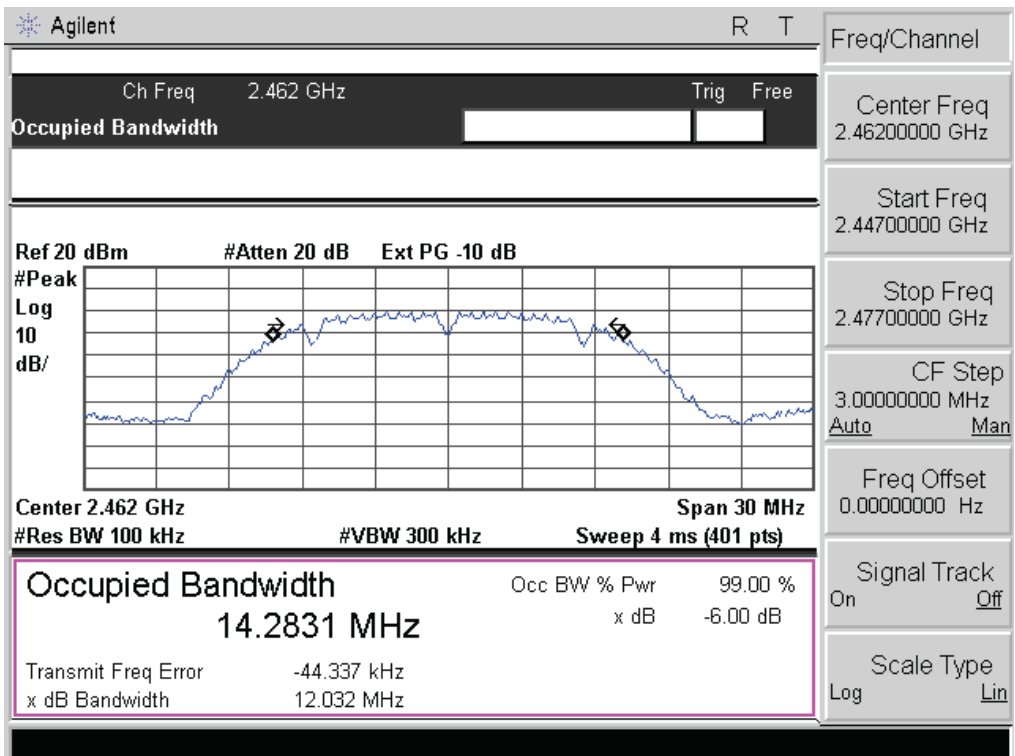 Agilent R T
Ch Freq 2.462 GHz Trig Free
Occupied Bandwidth
Ref 20 dBm #Atten 20 dB Ext PG -10 dB
#Peak
Log
10
dB/
Center 2.462 GHz Span 30 MHz
#Res BW 100 kHz #VBW 300 kHz Sweep 4 ms (401 pts)
Occupied Bandwidth Occ BW % Pwr 99.00 %
14.2831 MHz x dB -6.00 dB
Transmit Freq Error -44.337 kHz
x dB Bandwidth 12.032 MHz
Freq/Channel
Center Freq
2.46200000 GHz
Start Freq
2.44700000 GHz
Stop Freq
2.47700000 GHz
CF Step
3.00000000 MHz
Auto Man
Freq Offset
0.00000000 Hz
Signal Track
On Off
Scale Type
Log Lin